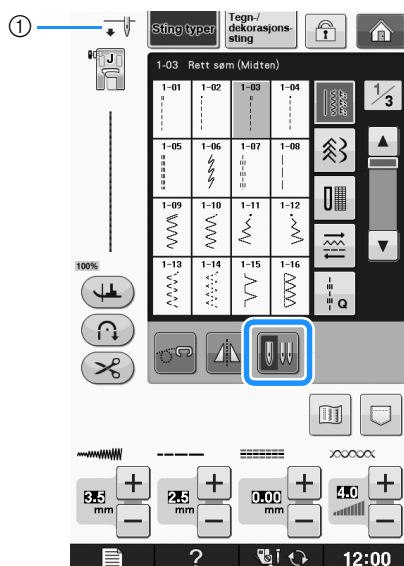 ①
Sting typer
Tegn-/
dekorasjons-
sting
J
1-03 Rett søm (Midten)
1-01 1-02 1-03 1-04
1/3
1-05 1-06 1-07 1-08
1-09 1-10 1-11 1-12
1-13 1-14 1-15 1-16
Q
100%
3.5 mm
2.5 mm
0.00 mm
4.0
+ + + +
− − − −
? 12:00